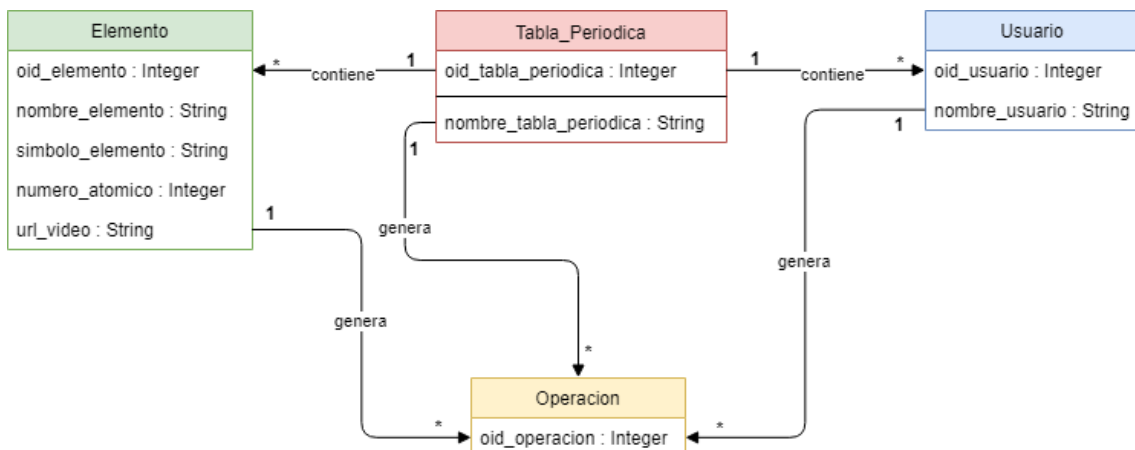 Elemento
oid_elemento : Integer
nombre_elemento : String
simbolo_elemento : String
numero_atomico : Integer
url_video : String
* contiene 1
Tabla_Periodica
oid_tabla_periodica : Integer
nombre_tabla_periodica : String
1 contiene *
Usuario
oid_usuario : Integer
nombre_usuario : String
1
genera
*
1
genera
*
1
genera
*
Operacion
oid_operacion : Integer